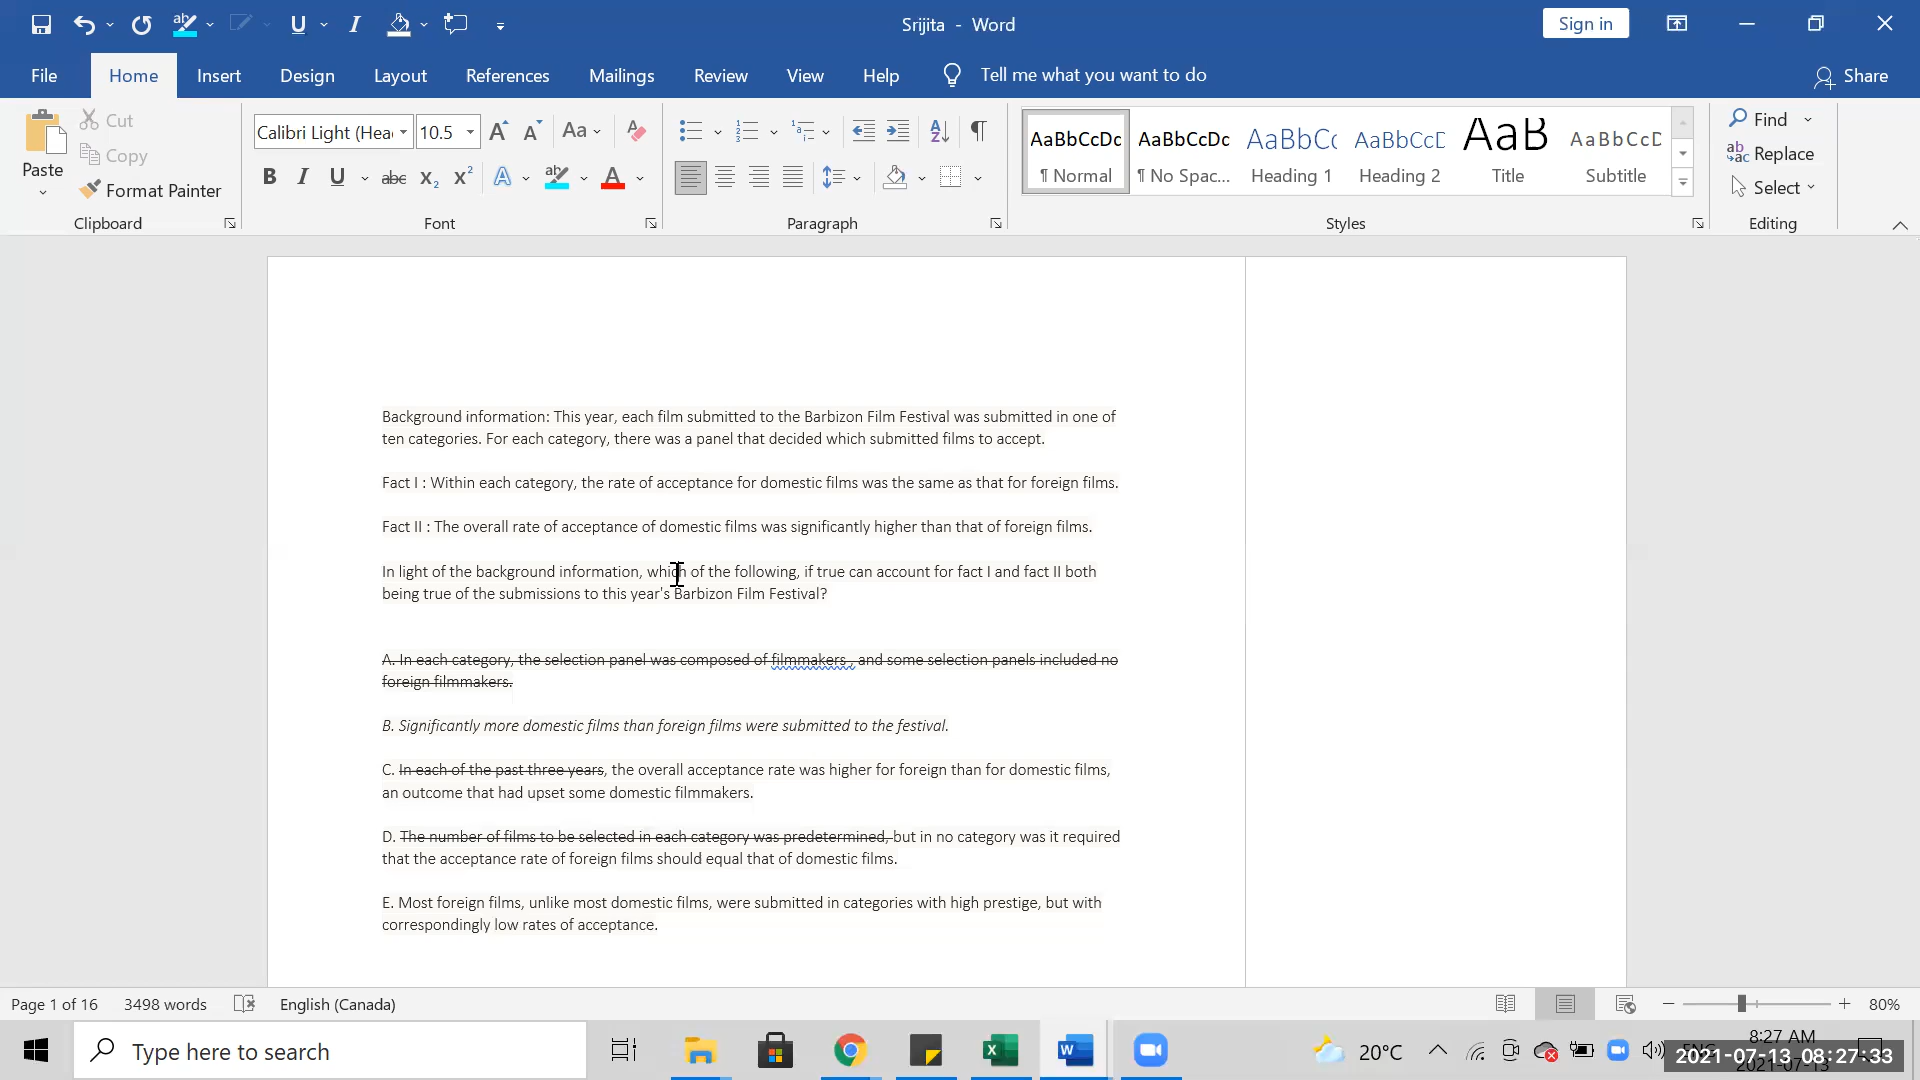 Srijita - Word
Sign in
File Home Insert Design Layout References Mailings Review View Help Tell me what you want to do Share
Paste
Cut
Copy
Format Painter
Clipboard
Calibri Light (Hea 10.5
Font
Paragraph
AaBbCcDc AaBbCcDc AaBbCc AaBbCcD AaB AaBbCcD
¶ Normal ¶ No Spac... Heading 1 Heading 2 Title Subtitle
Styles
Find
Replace
Select
Editing
Background information: This year, each film submitted to the Barbizon Film Festival was submitted in one of
ten categories. For each category, there was a panel that decided which submitted films to accept.
Fact I : Within each category, the rate of acceptance for domestic films was the same as that for foreign films.
Fact II : The overall rate of acceptance of domestic films was significantly higher than that of foreign films.
In light of the background information, which of the following, if true can account for fact I and fact II both
being true of the submissions to this year's Barbizon Film Festival?
A. In each category, the selection panel was composed of filmmakers , and some selection panels included no
foreign filmmakers.
B. Significantly more domestic films than foreign films were submitted to the festival.
C. In each of the past three years, the overall acceptance rate was higher for foreign than for domestic films,
an outcome that had upset some domestic filmmakers.
D. The number of films to be selected in each category was predetermined, but in no category was it required
that the acceptance rate of foreign films should equal that of domestic films.
E. Most foreign films, unlike most domestic films, were submitted in categories with high prestige, but with
correspondingly low rates of acceptance.
Page 1 of 16 3498 words English (Canada) 80%
Type here to search
20°C
8:27 AM
2021-07-13 08:27:33